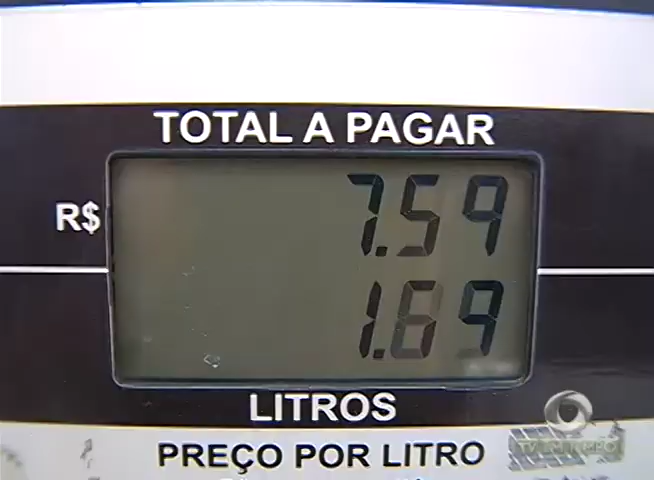 TOTAL A PAGAR
R$ 7.59
1.69
LITROS
PREÇO POR LITRO